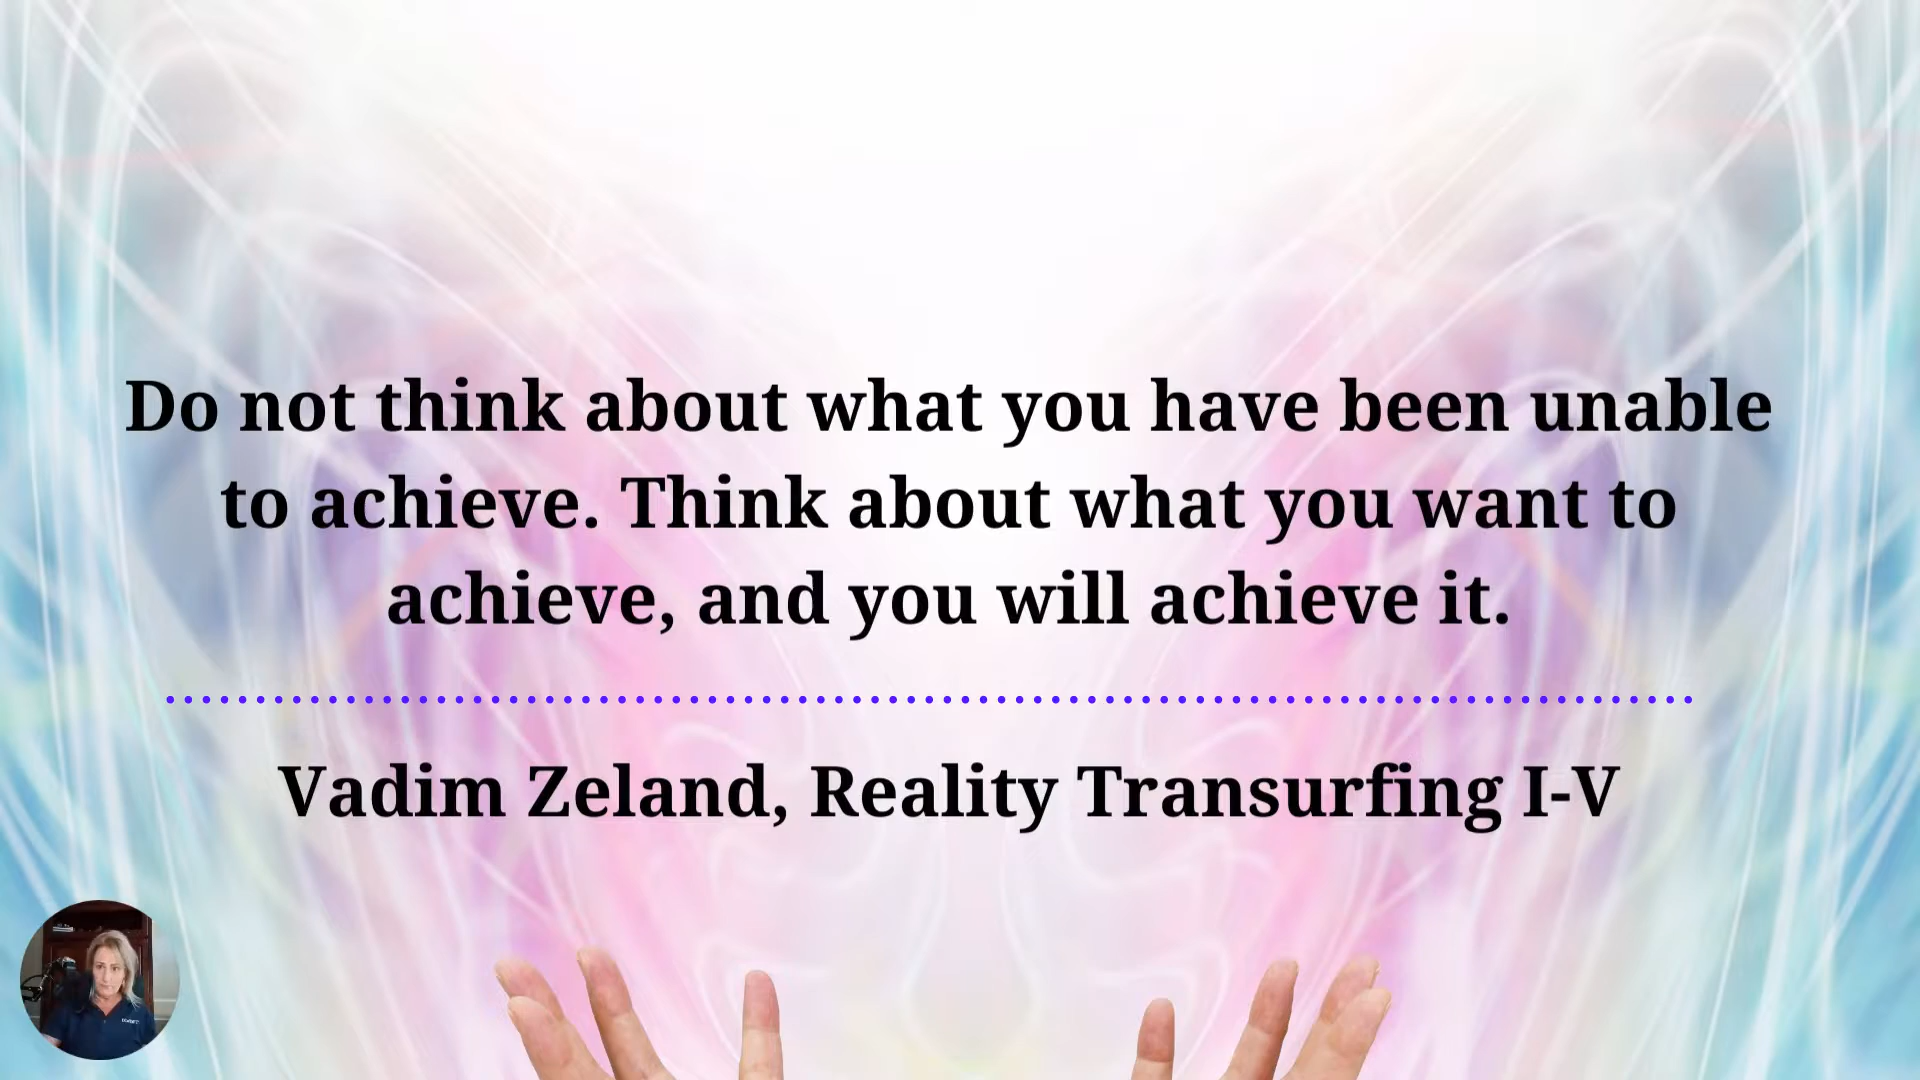 Do not think about what you have been unable
to achieve. Think about what you want to
achieve, and you will achieve it.
Vadim Zeland, Reality Transurfing I-V